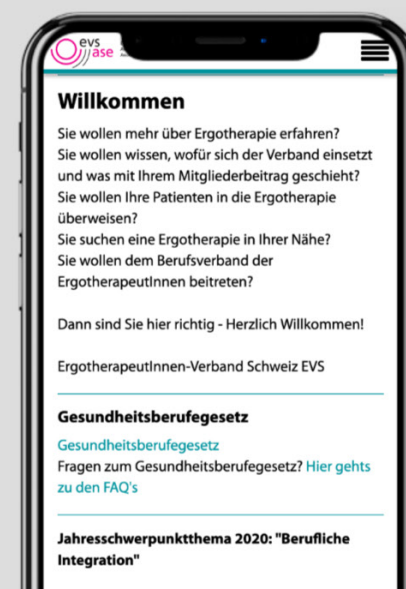 evs
ase
Willkommen
Sie wollen mehr über Ergotherapie erfahren?
Sie wollen wissen, wofür sich der Verband einsetzt
und was mit Ihrem Mitgliederbeitrag geschieht?
Sie wollen Ihre Patienten in die Ergotherapie
überweisen?
Sie suchen eine Ergotherapie in Ihrer Nähe?
Sie wollen dem Berufsverband der
ErgotherapeutInnen beitreten?
Dann sind Sie hier richtig - Herzlich Willkommen!
ErgotherapeutInnen-Verband Schweiz EVS
Gesundheitsberufegesetz
Gesundheitsberufegesetz
Fragen zum Gesundheitsberufegesetz? Hier gehts
zu den FAQ's
Jahresschwerpunktthema 2020: "Berufliche
Integration"